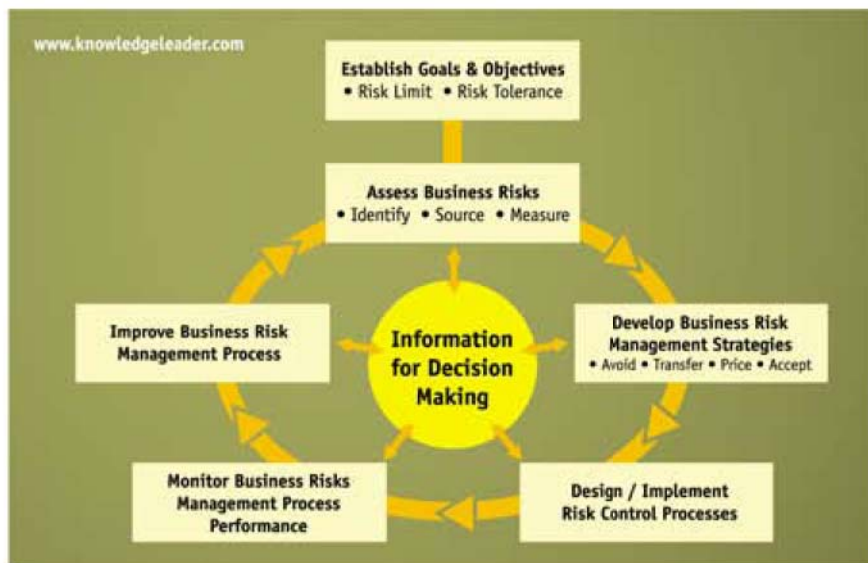 www.knowledgeleader.com
Establish Goals & Objectives
• Risk Limit • Risk Tolerance
Assess Business Risks
• Identify • Source • Measure
Improve Business Risk
Management Process
Information
for Decision
Making
Develop Business Risk
Management Strategies
• Avoid • Transfer • Price • Accept
Monitor Business Risks
Management Process
Performance
Design / Implement
Risk Control Processes